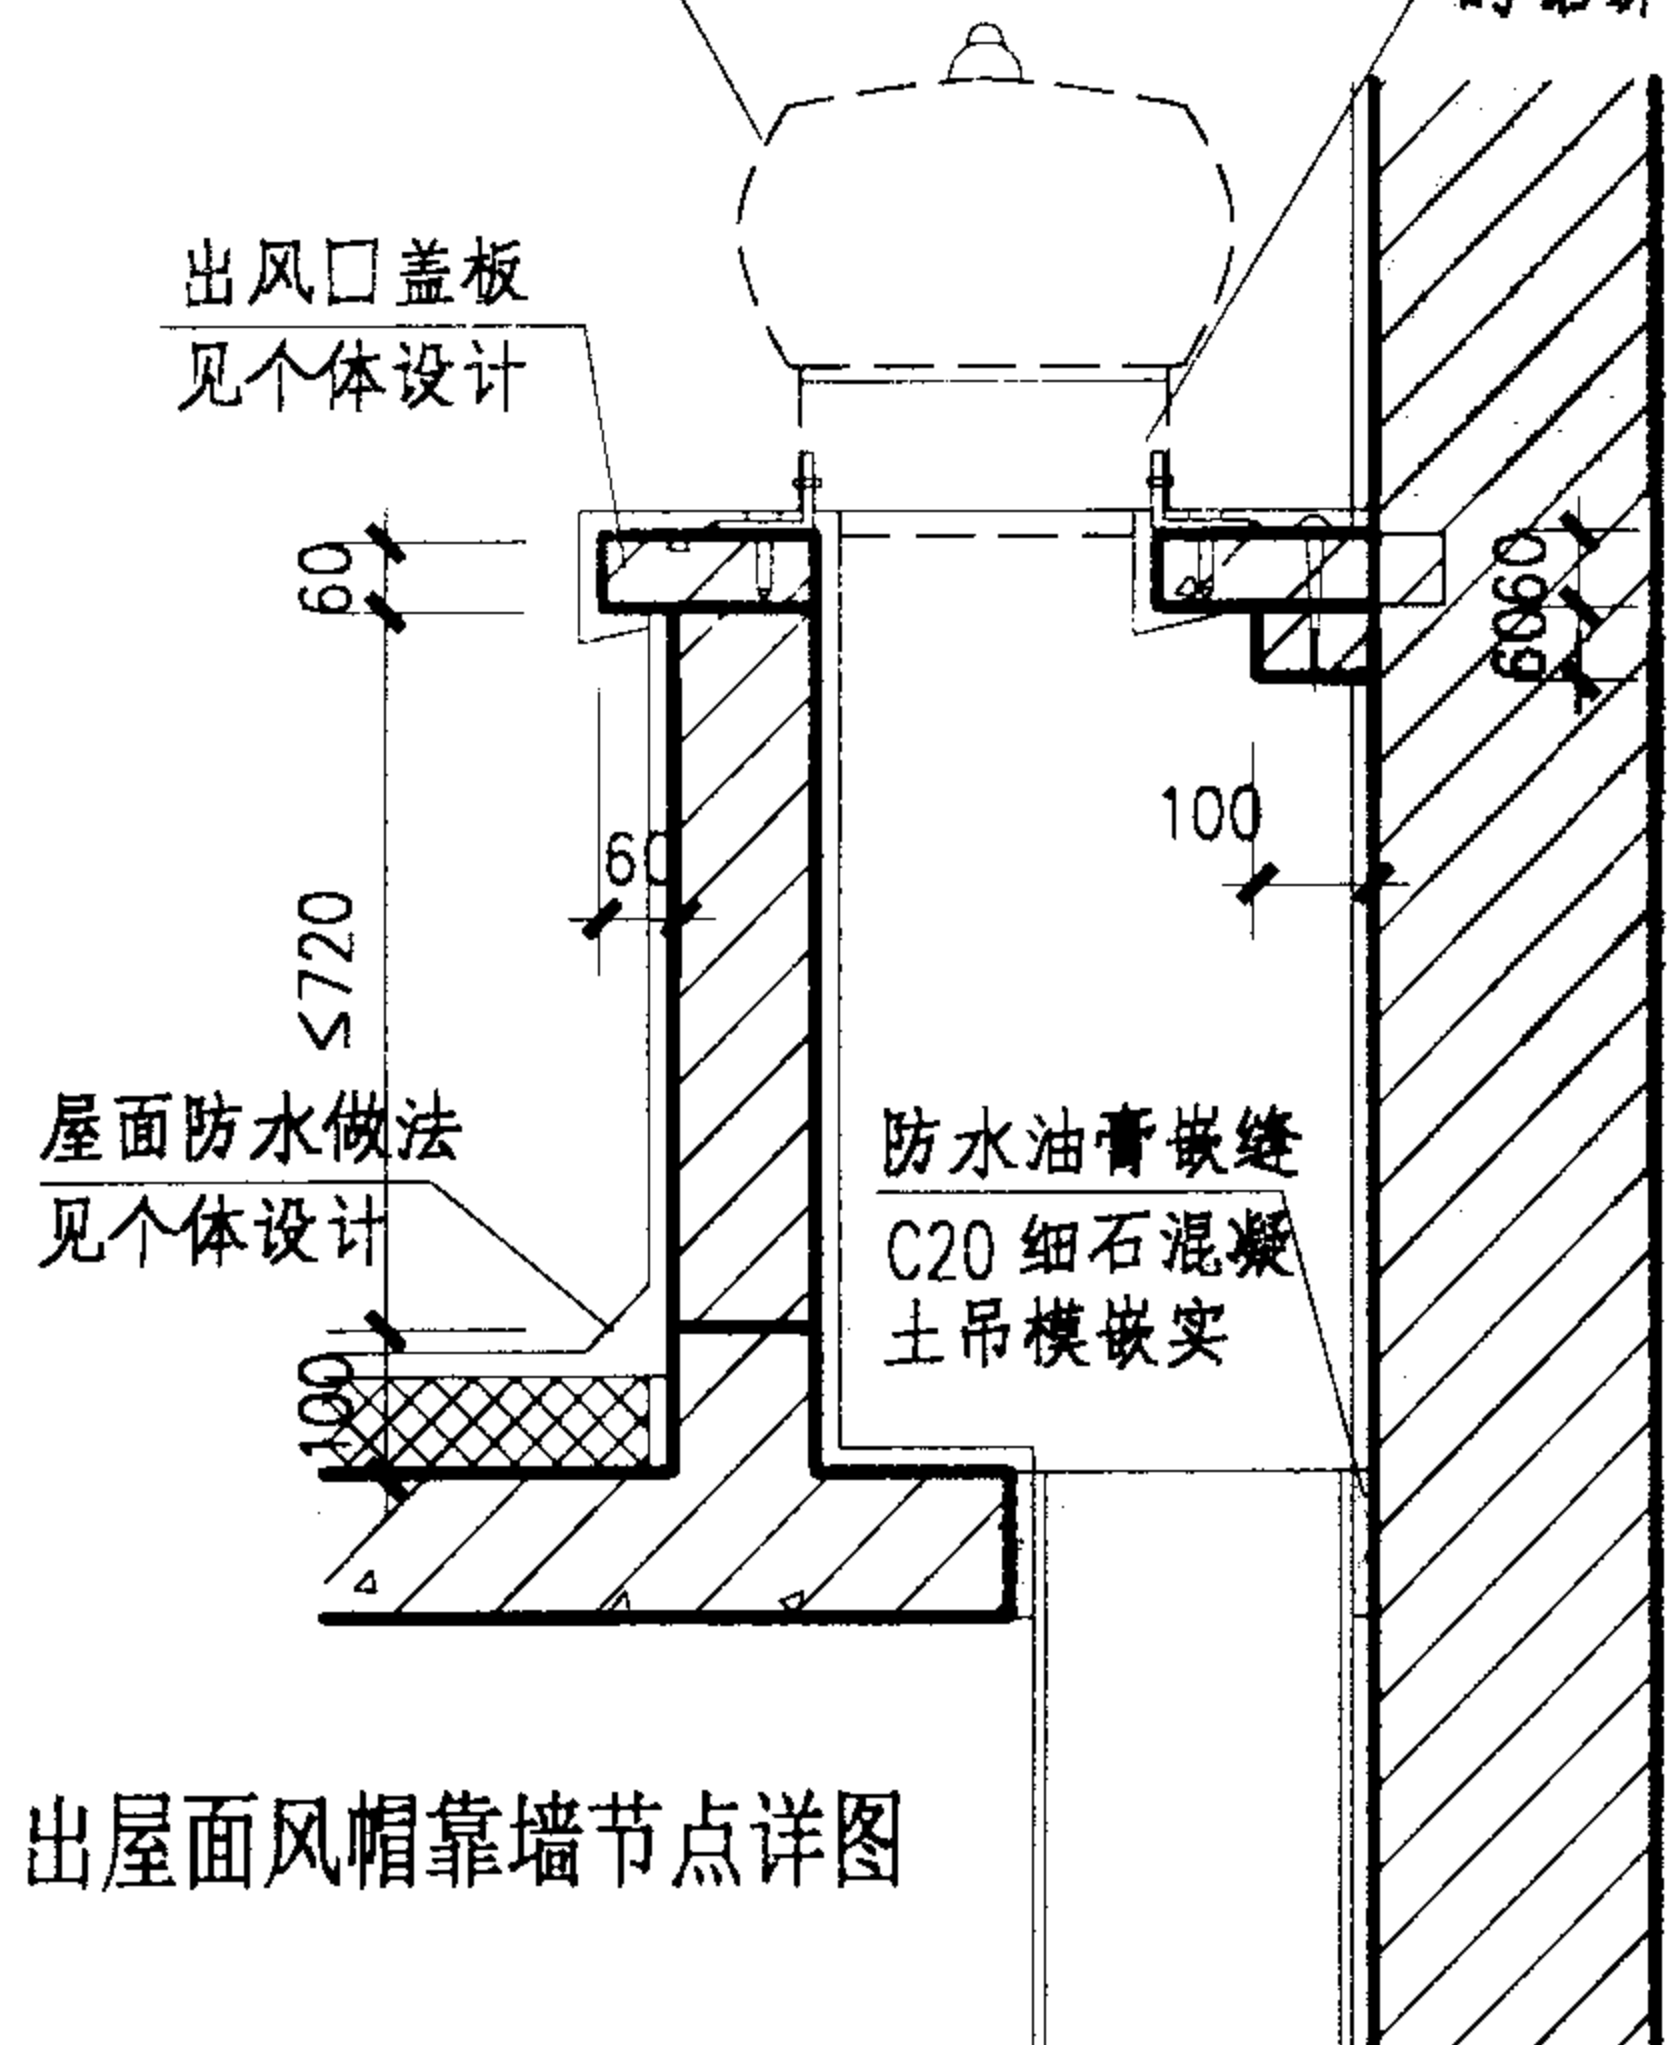 出风口盖板
见个体设计
60
60
60
60
100
≤720
屋面防水做法
见个体设计
防水油膏嵌缝
C20 细石混凝
土吊模嵌实
100
出屋面风帽靠墙节点详图